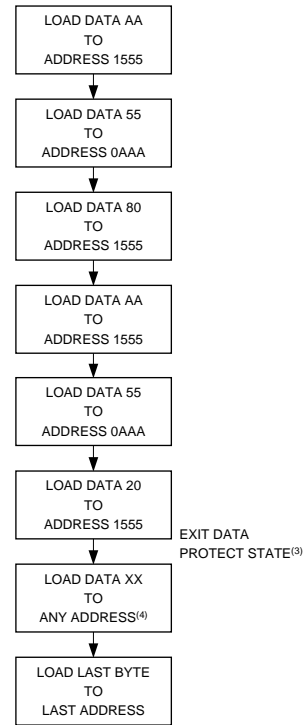 LOAD DATA AA
TO
ADDRESS 1555
LOAD DATA 55
TO
ADDRESS 0AAA
LOAD DATA 80
TO
ADDRESS 1555
LOAD DATA AA
TO
ADDRESS 1555
LOAD DATA 55
TO
ADDRESS 0AAA
LOAD DATA 20
TO
ADDRESS 1555
EXIT DATA
PROTECT STATE(3)
LOAD DATA XX
TO
ANY ADDRESS(4)
LOAD LAST BYTE
TO
LAST ADDRESS